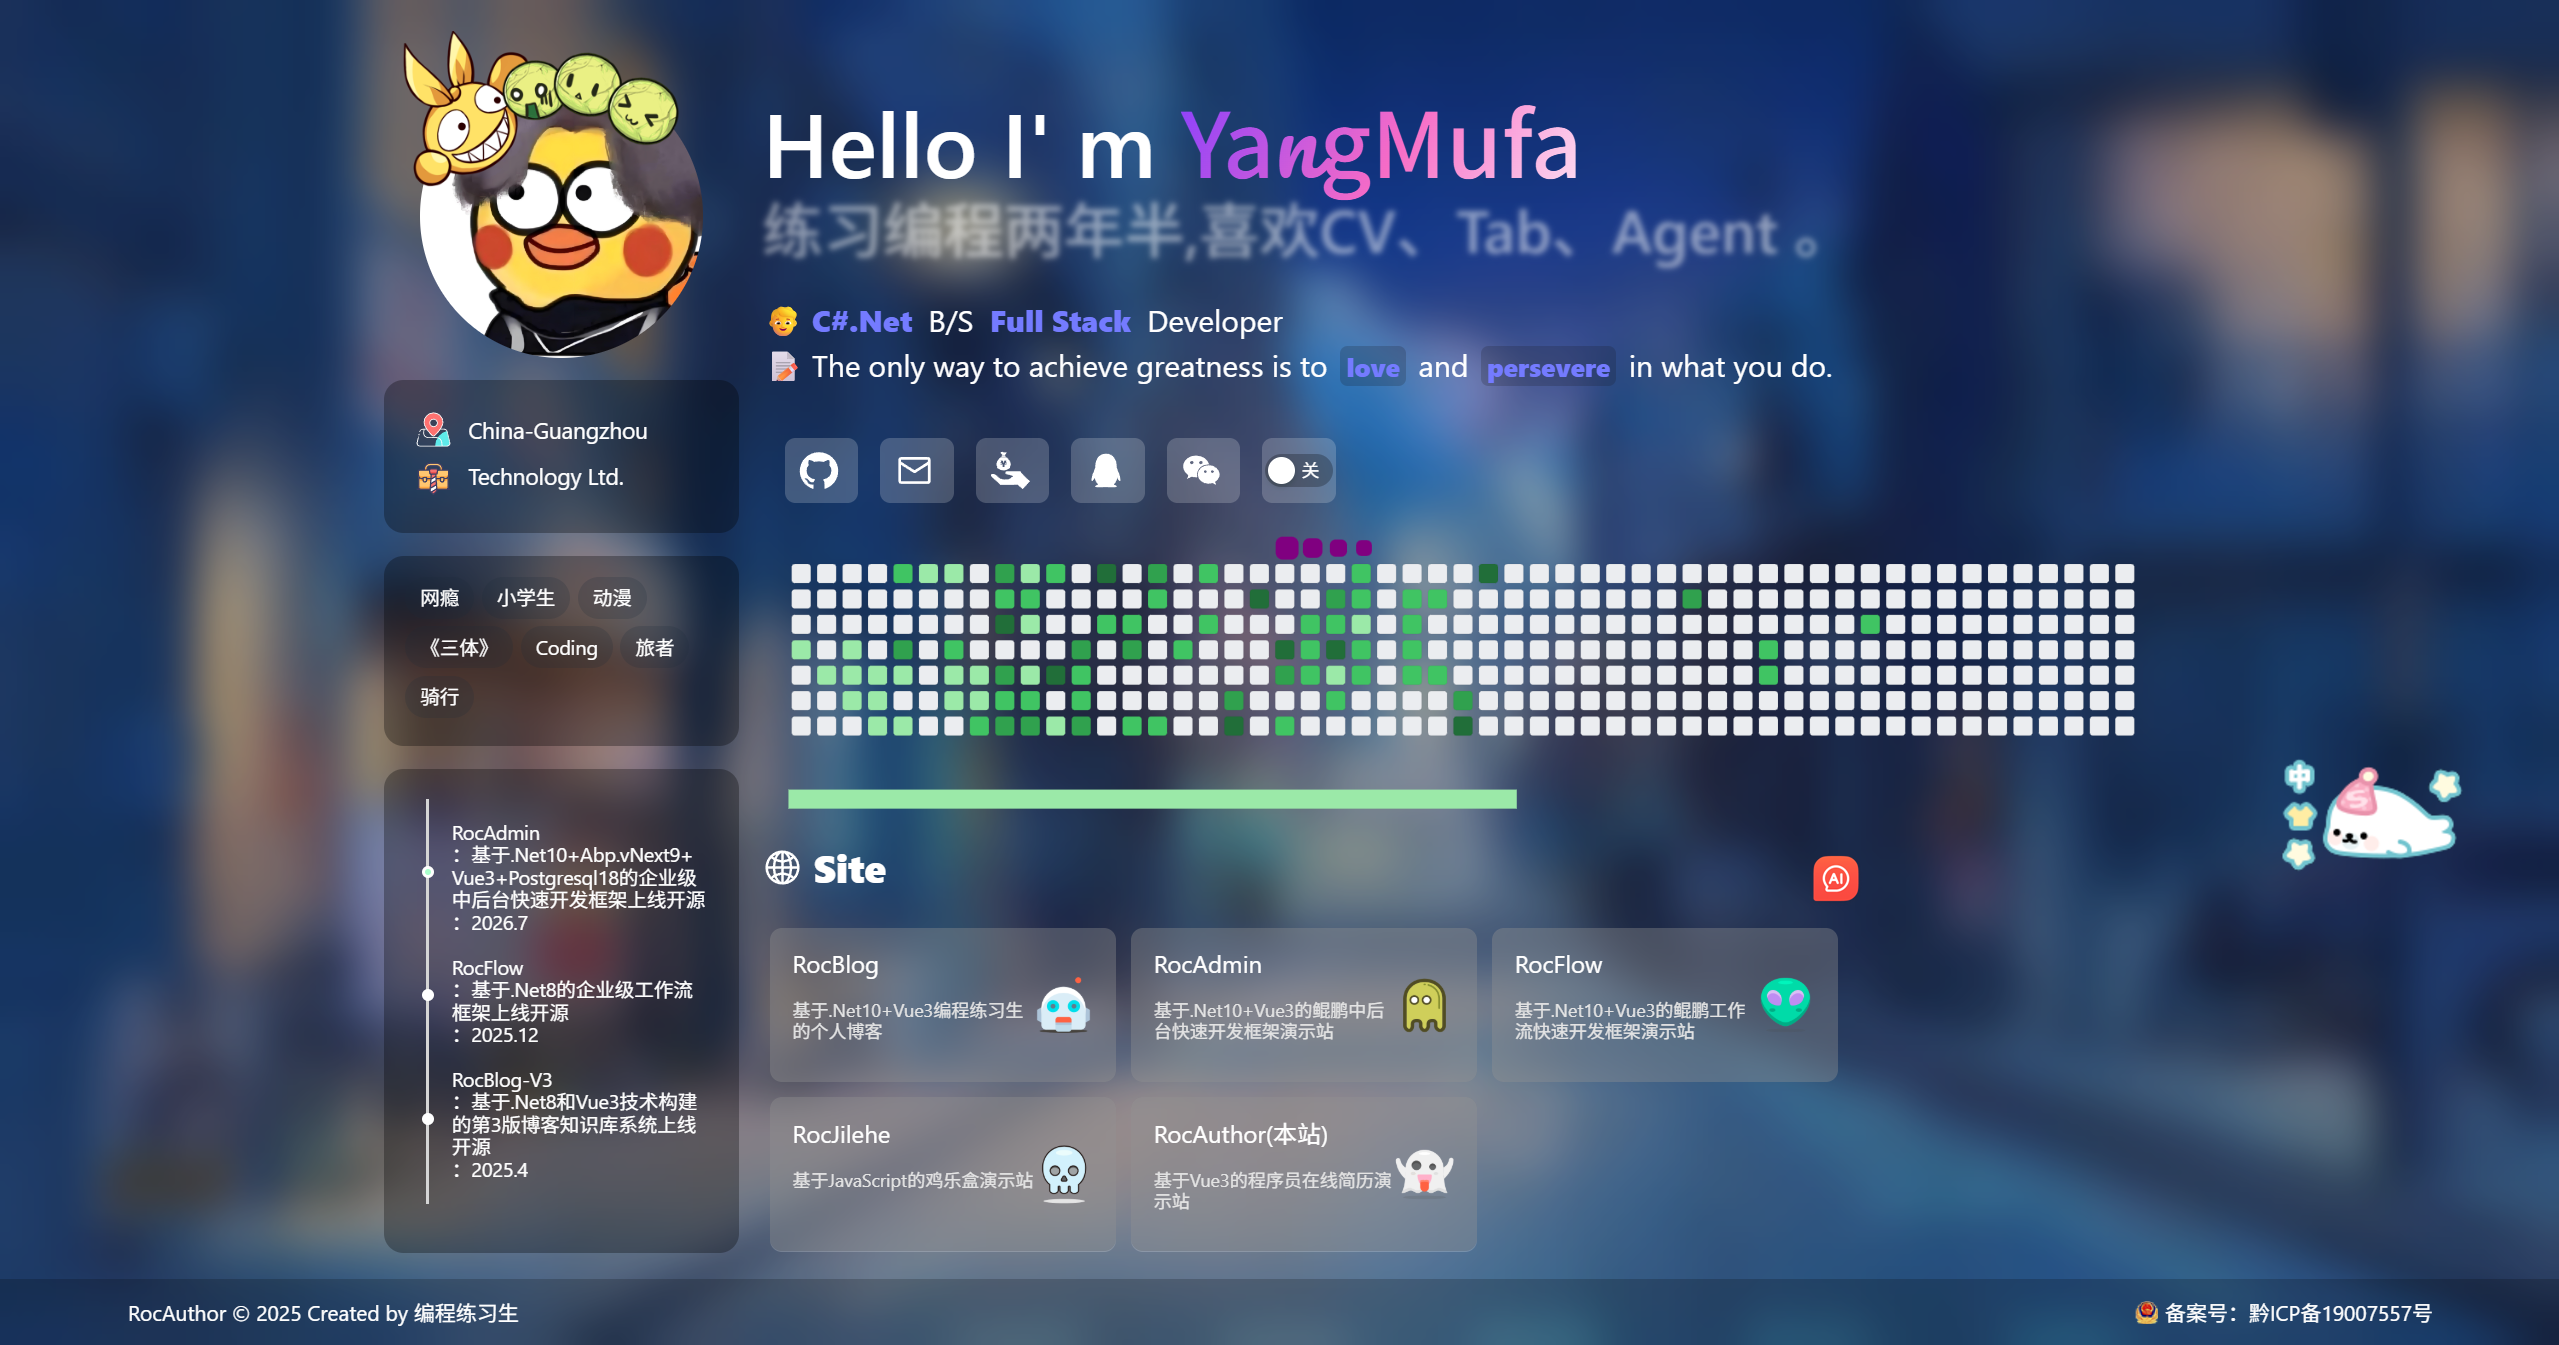 Hello I' m YangMufa
练习编程两年半,喜欢CV、Tab、Agent 。
C#.Net B/S Full Stack Developer
The only way to achieve greatness is to love and persevere in what you do.
China-Guangzhou
Technology Ltd.
关
网瘾 小学生 动漫
《三体》 Coding 旅者
骑行
RocAdmin
：基于.Net10+Abp.vNext9+
Vue3+Postgresql18的企业级
中后台快速开发框架上线开源
：2026.7
RocFlow
：基于.Net8的企业级工作流
框架上线开源
：2025.12
RocBlog-V3
：基于.Net8和Vue3技术构建
的第3版博客知识库系统上线
开源
：2025.4
中
Site
AI
RocBlog
基于.Net10+Vue3编程练习生
的个人博客
RocAdmin
基于.Net10+Vue3的鲲鹏中后
台快速开发框架演示站
RocFlow
基于.Net10+Vue3的鲲鹏工作
流快速开发框架演示站
RocJilehe
基于JavaScript的鸡乐盒演示站
RocAuthor(本站)
基于Vue3的程序员在线简历演
示站
RocAuthor © 2025 Created by 编程练习生
备案号：黔ICP备19007557号